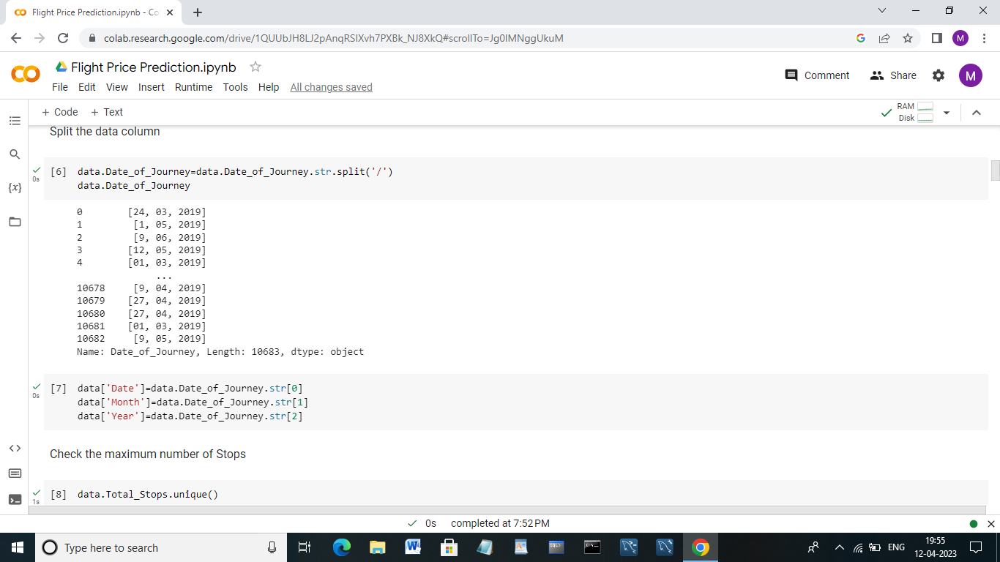 Flight Price Prediction.ipynb - Co
colab.research.google.com/drive/1QUUbJH8LJ2pAnqRSIXvh7PXBk_NJ8XkQ#scrollTo=Jg0IMNggUkuM
M
Flight Price Prediction.ipynb
File Edit View Insert Runtime Tools Help All changes saved
Comment Share M
+ Code + Text
RAM
Disk
Split the data column
{x}
[6] data.Date_of_Journey=data.Date_of_Journey.str.split('/')
0s
data.Date_of_Journey
0 [24, 03, 2019]
1 [1, 05, 2019]
2 [9, 06, 2019]
3 [12, 05, 2019]
4 [01, 03, 2019]
...
10678 [9, 04, 2019]
10679 [27, 04, 2019]
10680 [27, 04, 2019]
10681 [01, 03, 2019]
10682 [9, 05, 2019]
Name: Date_of_Journey, Length: 10683, dtype: object
[7] data['Date']=data.Date_of_Journey.str[0]
0s
data['Month']=data.Date_of_Journey.str[1]
data['Year']=data.Date_of_Journey.str[2]
Check the maximum number of Stops
[8] data.Total_Stops.unique()
1s
0s completed at 7:52 PM
Type here to search
ENG
19:55
12-04-2023